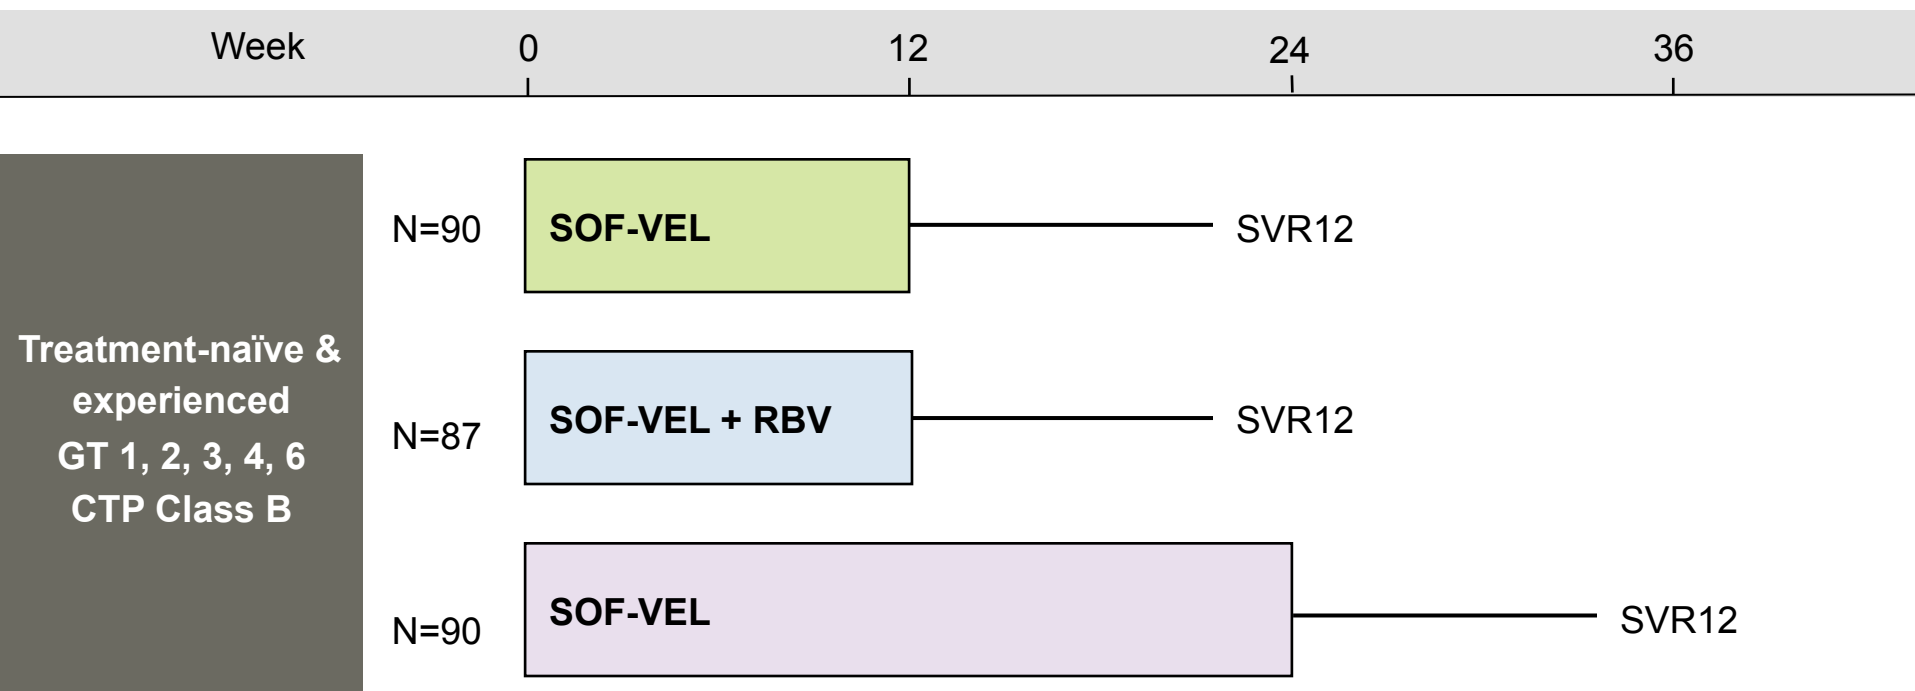 Week 0 12 24 36
N=90 SOF-VEL SVR12
Treatment-naïve &
experienced
GT 1, 2, 3, 4, 6
CTP Class B
N=87 SOF-VEL + RBV SVR12
N=90 SOF-VEL SVR12